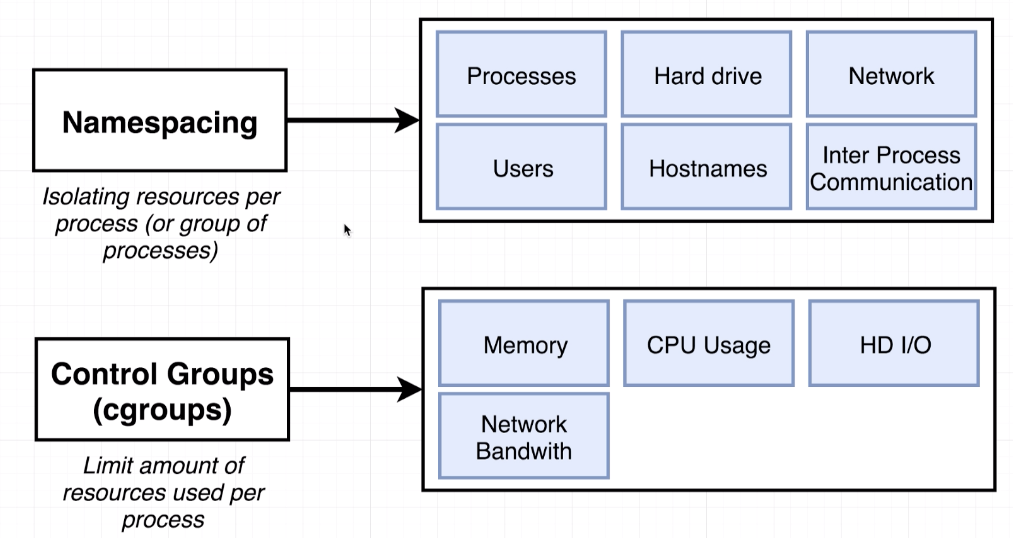 Namespacing
Isolating resources per
process (or group of
processes)
Processes
Hard drive
Network
Users
Hostnames
Inter Process
Communication
Control Groups
(cgroups)
Limit amount of
resources used per
process
Memory
CPU Usage
HD I/O
Network
Bandwith